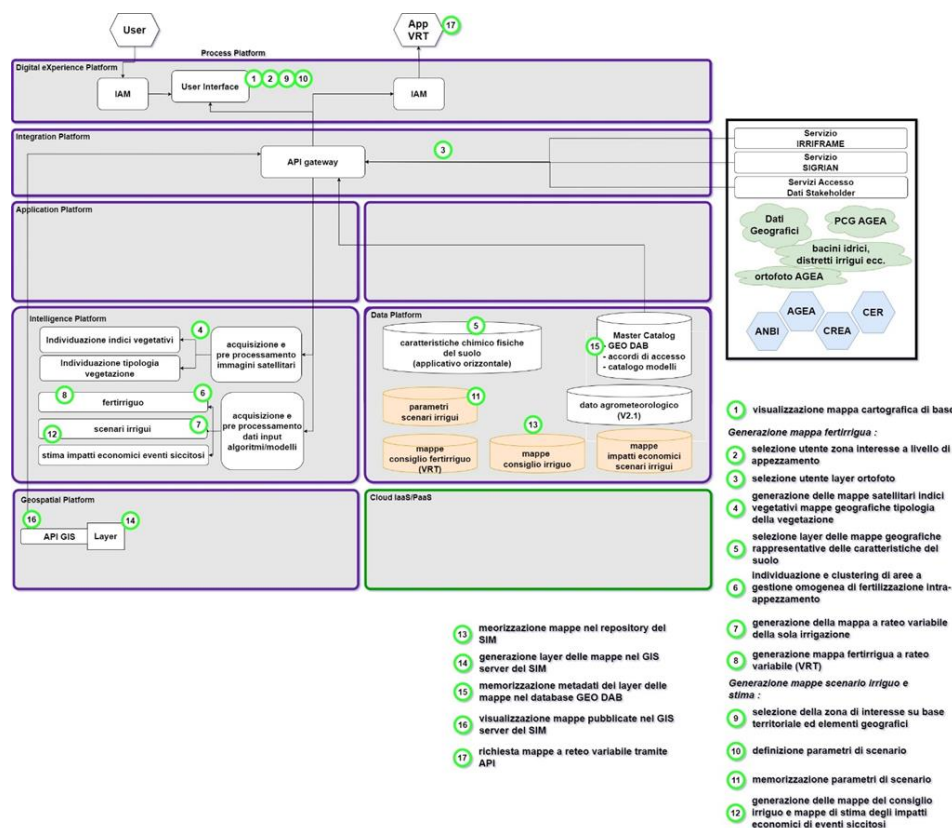 User
App
VRT
17
Process Platform
Digital eXperience Platform
IAM
User Interface
1
2
9
10
IAM
Integration Platform
API gateway
3
Servizio
IRRIFRAME
Servizio
SIGRIAN
Servizi Accesso
Dati Stakeholder
Dati
Geografici
PCG AGEA
bacini idrici,
distretti irrigui ecc.
ortofoto AGEA
ANBI
AGEA
CREA
CER
Application Platform
Intelligence Platform
Individuazione indici vegetativi
4
Individuazione tipologia
vegetazione
acquisizione e
pre processamento
immagini satellitari
8
fertirriguo
6
scenari irrigui
7
12
stima impatti economici eventi siccitosi
acquisizione e
pre processamento
dati input
algoritmi/modelli
Data Platform
5
caratteristiche chimico fisiche
del suolo
(applicativo orizzontale)
Master Catalog
- GEO DAB
- accordi di accesso
- catalogo modelli
15
parametri
scenari irrigui
11
dato agrometeorologico
(V2.1)
13
mappe
consiglio fertirriguo
(VRT)
mappe
consiglio irriguo
mappe
impatti economici
scenari irrigui
Geospatial Platform
16
API GIS
Layer
14
Cloud IaaS/PaaS
1 visualizzazione mappa cartografica di base
Generazione mappa fertirrigua :
2 selezione utente zona interesse a livello di
appezzamento
3 selezione utente layer ortofoto
4 generazione delle mappe satellitari indici
vegetativi mappe geografiche tipologia
della vegetazione
5 selezione layer delle mappe geografiche
rappresentative delle caratteristiche del
suolo
6 individuazione e clustering di aree a
gestione omogenea di fertilizzazione intra-
appezzamento
7 generazione della mappa a rateo variabile
della sola irrigazione
8 generazione mappa fertirrigua a rateo
variabile (VRT)
Generazione mappe scenario irriguo e
stima :
9 selezione della zona di interesse su base
territoriale ed elementi geografici
10 definizione parametri di scenario
11 memorizzazione parametri di scenario
12 generazione delle mappe del consiglio
irriguo e mappe di stima degli impatti
economici di eventi siccitosi
13 meorizzazione mappe nel repository del
SIM
14 generazione layer delle mappe nel GIS
server del SIM
15 memorizzazione metadati dei layer delle
mappe nel database GEO DAB
16 visualizzazione mappe pubblicate nel GIS
server del SIM
17 richiesta mappe a reteo variabile tramite
API